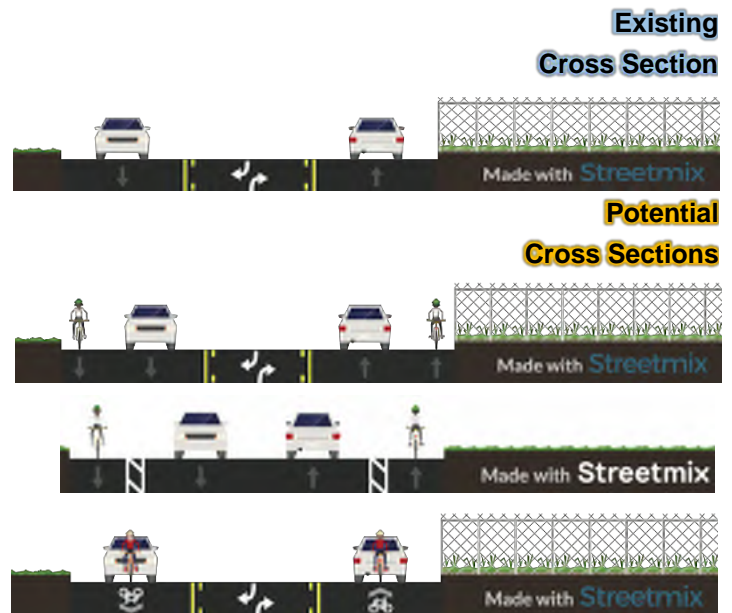 Existing
Cross Section
Made with Streetmix
Potential
Cross Sections
Made with Streetmix
Made with Streetmix
Made with Streetmix